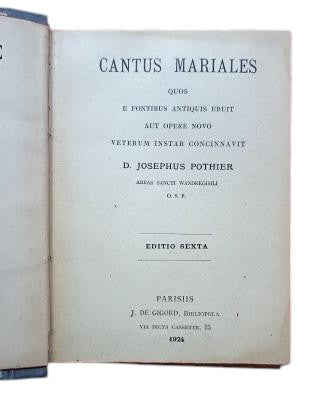 E
CANTUS MARIALES
QUOS
E FONTIBUS ANTIQUIS ERUIT
AUT OPERE NOVO
VETERUM INSTAR CONCINNAVIT
D. JOSEPHUS POTHIER
ABBAS SANCTI WANDREGISILI
O. S. B.
EDITIO SEXTA
PARISIIS
J. DE GIGORD, BIBLIOPOLA
VIA DICTA CASSETTE, 15
1924